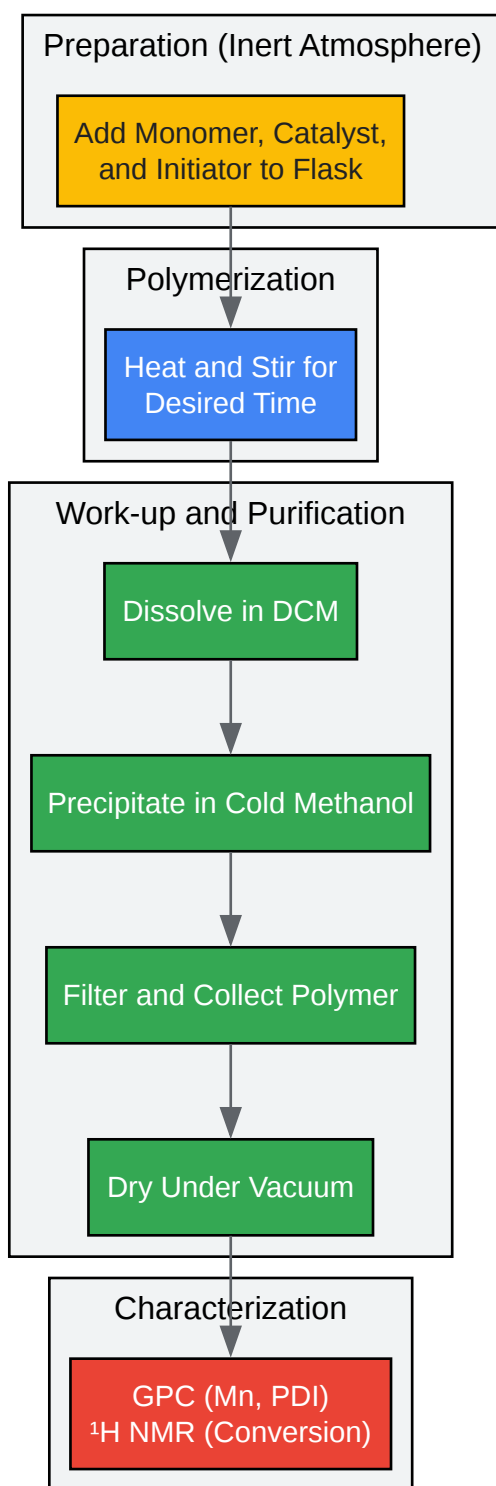 Preparation (Inert Atmosphere)
Add Monomer, Catalyst,
and Initiator to Flask
Polymerization
Heat and Stir for
Desired Time
Work-up and Purification
Dissolve in DCM
Precipitate in Cold Methanol
Filter and Collect Polymer
Dry Under Vacuum
Characterization
GPC (Mn, PDI)
¹H NMR (Conversion)